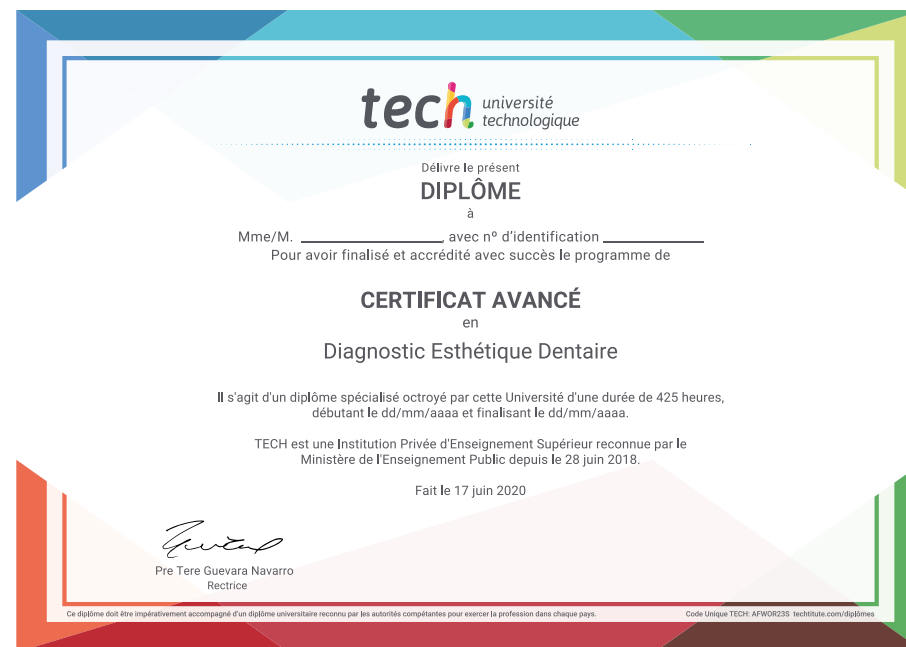 tech université
technologique
Délivre le présent
DIPLÔME
à
Mme/M. ____________________, avec nº d'identification ______________
Pour avoir finalisé et accrédité avec succès le programme de
CERTIFICAT AVANCÉ
en
Diagnostic Esthétique Dentaire
Il s'agit d'un diplôme spécialisé octroyé par cette Université d'une durée de 425 heures,
débutant le dd/mm/aaaa et finalisant le dd/mm/aaaa.
TECH est une Institution Privée d'Enseignement Supérieur reconnue par le
Ministère de l'Enseignement Public depuis le 28 juin 2018.
Fait le 17 juin 2020
Pre Tere Guevara Navarro
Rectrice
Ce diplôme doit être impérativement accompagné d'un diplôme universitaire reconnu par les autorités compétentes pour exercer la profession dans chaque pays.
Code Unique TECH: AFWOR23S techtitute.com/diplômes